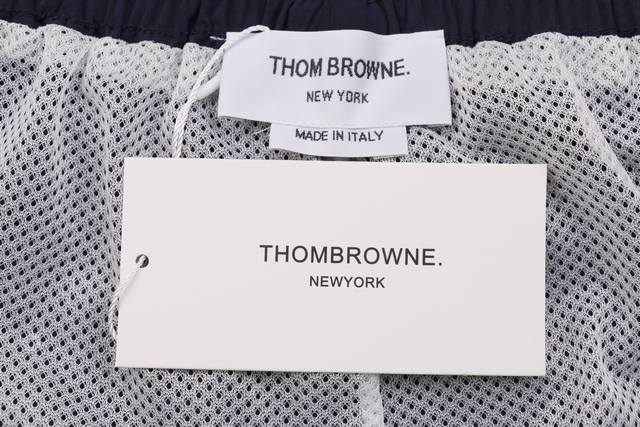 THOM BROWNE.
NEW YORK
MADE IN ITALY
THOMBROWNE.
NEWYORK